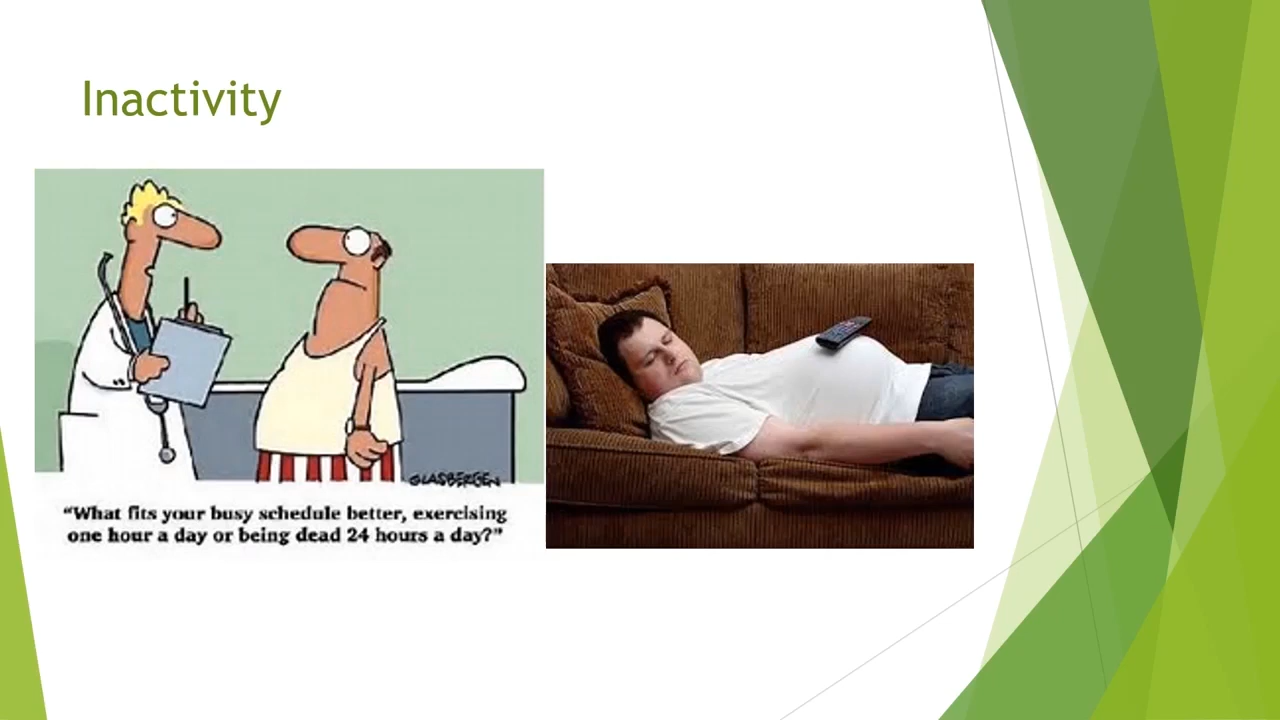 Inactivity
GLASBERGEN
“What fits your busy schedule better, exercising
one hour a day or being dead 24 hours a day?”